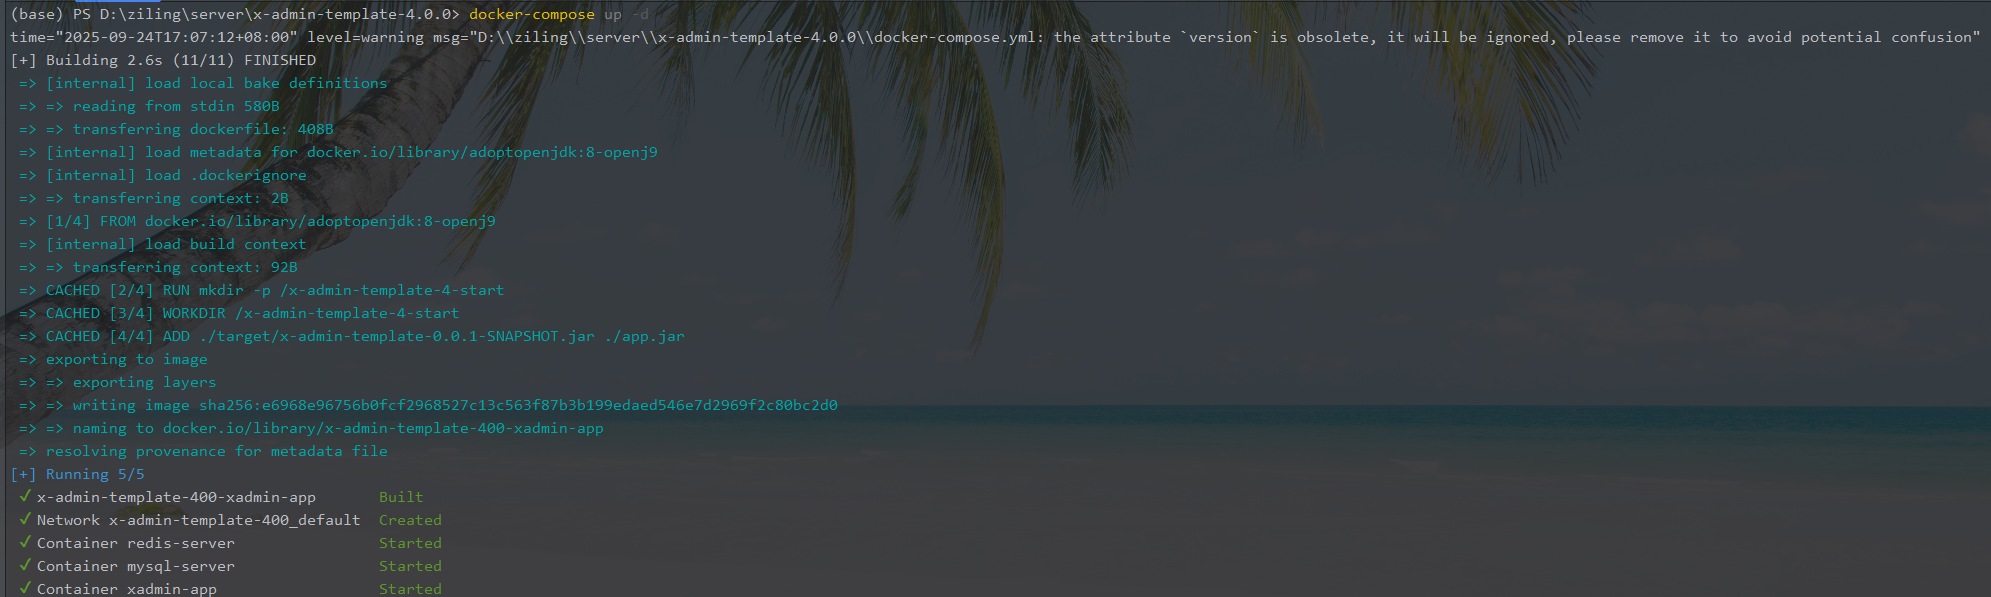 (base) PS D:\ziling\server\x-admin-template-4.0.0> docker-compose up -d
time="2025-09-24T17:07:12+08:00" level=warning msg="D:\\ziling\\server\\x-admin-template-4.0.0\\docker-compose.yml: the attribute `version` is obsolete, it will be ignored, please remove it to avoid potential confusion"
[+] Building 2.6s (11/11) FINISHED
=> [internal] load local bake definitions
=> => reading from stdin 580B
=> => transferring dockerfile: 408B
=> [internal] load metadata for docker.io/library/adoptopenjdk:8-openj9
=> [internal] load .dockerignore
=> => transferring context: 2B
=> [1/4] FROM docker.io/library/adoptopenjdk:8-openj9
=> [internal] load build context
=> => transferring context: 92B
=> CACHED [2/4] RUN mkdir -p /x-admin-template-4-start
=> CACHED [3/4] WORKDIR /x-admin-template-4-start
=> CACHED [4/4] ADD ./target/x-admin-template-0.0.1-SNAPSHOT.jar ./app.jar
=> exporting to image
=> => exporting layers
=> => writing image sha256:e6968e96756b0fcf2968527c13c563f87b3b199edaed546e7d2969f2c80bc2d0
=> => naming to docker.io/library/x-admin-template-400-xadmin-app
=> resolving provenance for metadata file
[+] Running 5/5
✓ x-admin-template-400-xadmin-app Built
✓ Network x-admin-template-400_default Created
✓ Container redis-server Started
✓ Container mysql-server Started
✓ Container xadmin-app Started